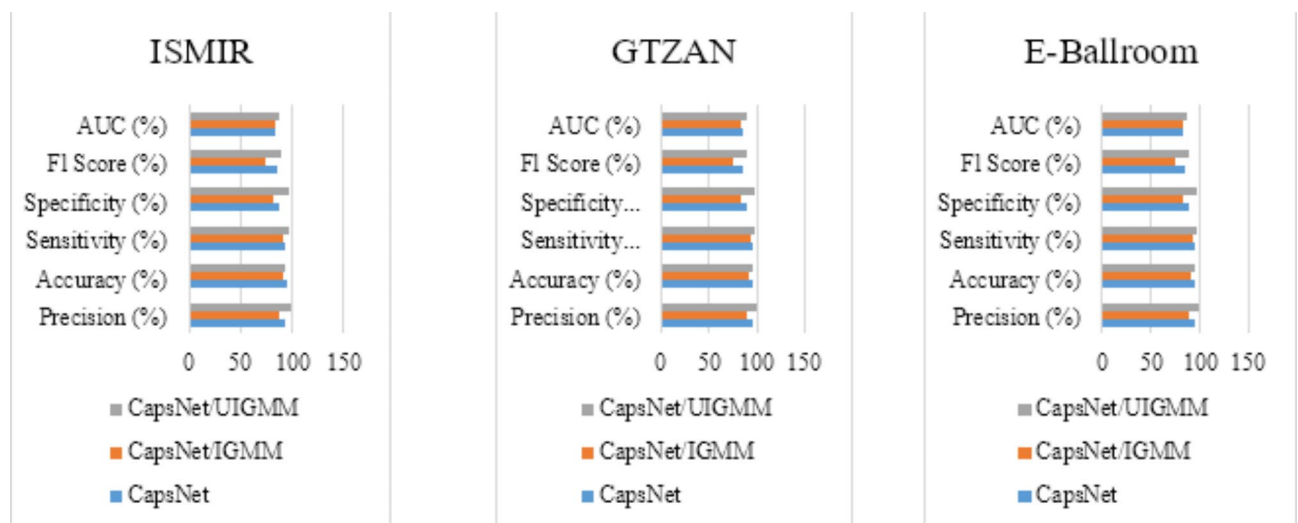 ISMIR
AUC (%)
F1 Score (%)
Specificity (%)
Sensitivity (%)
Accuracy (%)
Precision (%)
0 50 100 150
CapsNet/UIGMM
CapsNet/IGMM
CapsNet
GTZAN
AUC (%)
F1 Score (%)
Specificity...
Sensitivity...
Accuracy (%)
Precision (%)
0 50 100 150
CapsNet/UIGMM
CapsNet/IGMM
CapsNet
E-Ballroom
AUC (%)
F1 Score (%)
Specificity (%)
Sensitivity (%)
Accuracy (%)
Precision (%)
0 50 100 150
CapsNet/UIGMM
CapsNet/IGMM
CapsNet